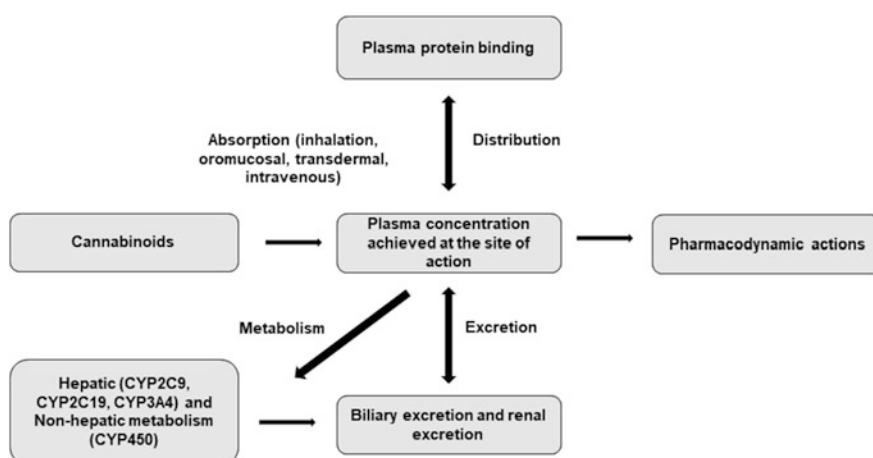 Plasma protein binding
Absorption (inhalation,
oromucosal, transdermal,
intravenous)
Distribution
Cannabinoids
Plasma concentration
achieved at the site of
action
Pharmacodynamic actions
Metabolism
Excretion
Hepatic (CYP2C9,
CYP2C19, CYP3A4) and
Non-hepatic metabolism
(CYP450)
Biliary excretion and renal
excretion